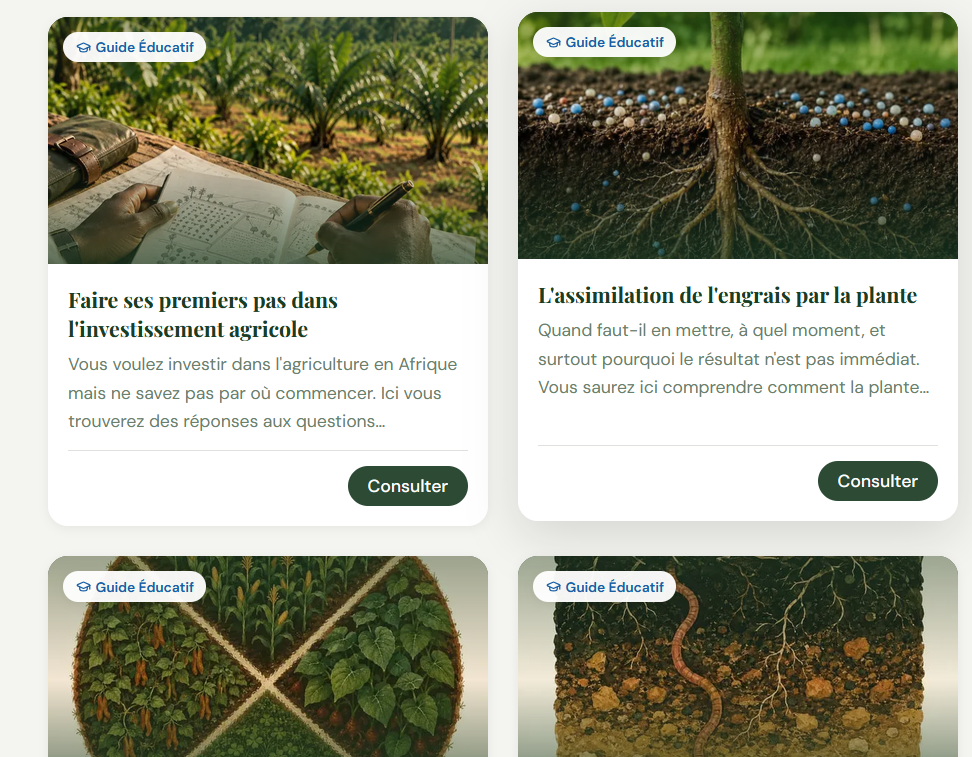 Guide Éducatif
Faire ses premiers pas dans
l'investissement agricole
Vous voulez investir dans l'agriculture en Afrique
mais ne savez pas par où commencer. Ici vous
trouverez des réponses aux questions...
Consulter
Guide Éducatif
L'assimilation de l'engrais par la plante
Quand faut-il en mettre, à quel moment, et
surtout pourquoi le résultat n'est pas immédiat.
Vous saurez ici comprendre comment la plante...
Consulter
Guide Éducatif
Guide Éducatif